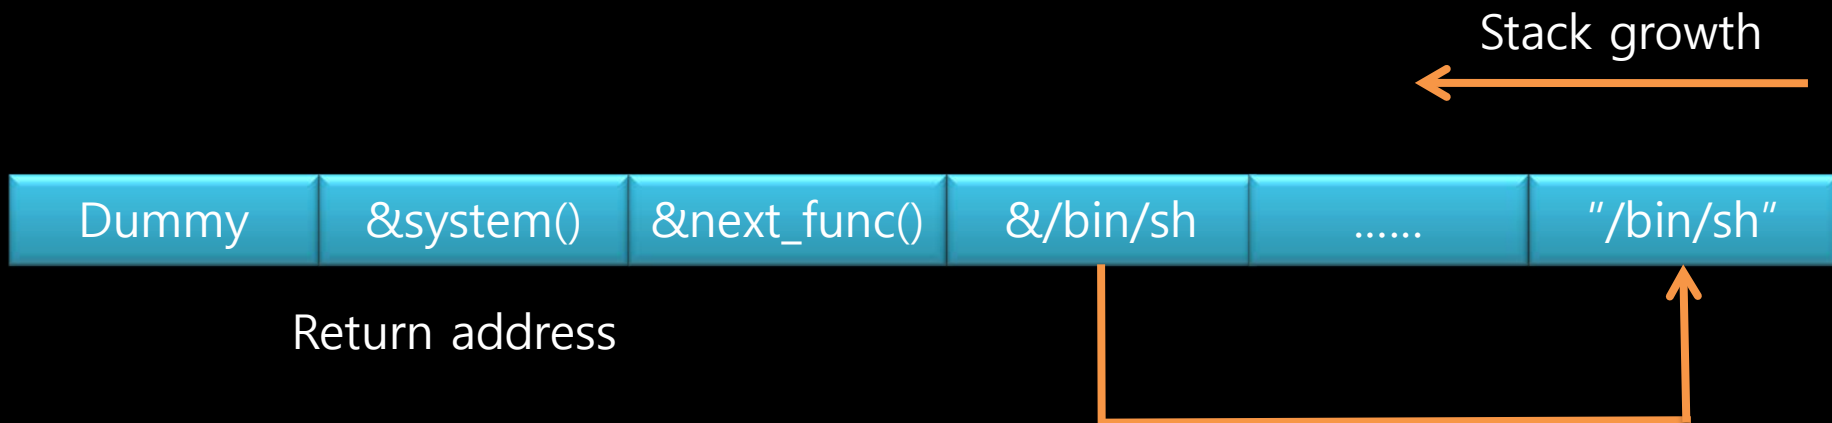 Stack growth
Dummy &system() &next_func() &/bin/sh ...... "/bin/sh"
Return address